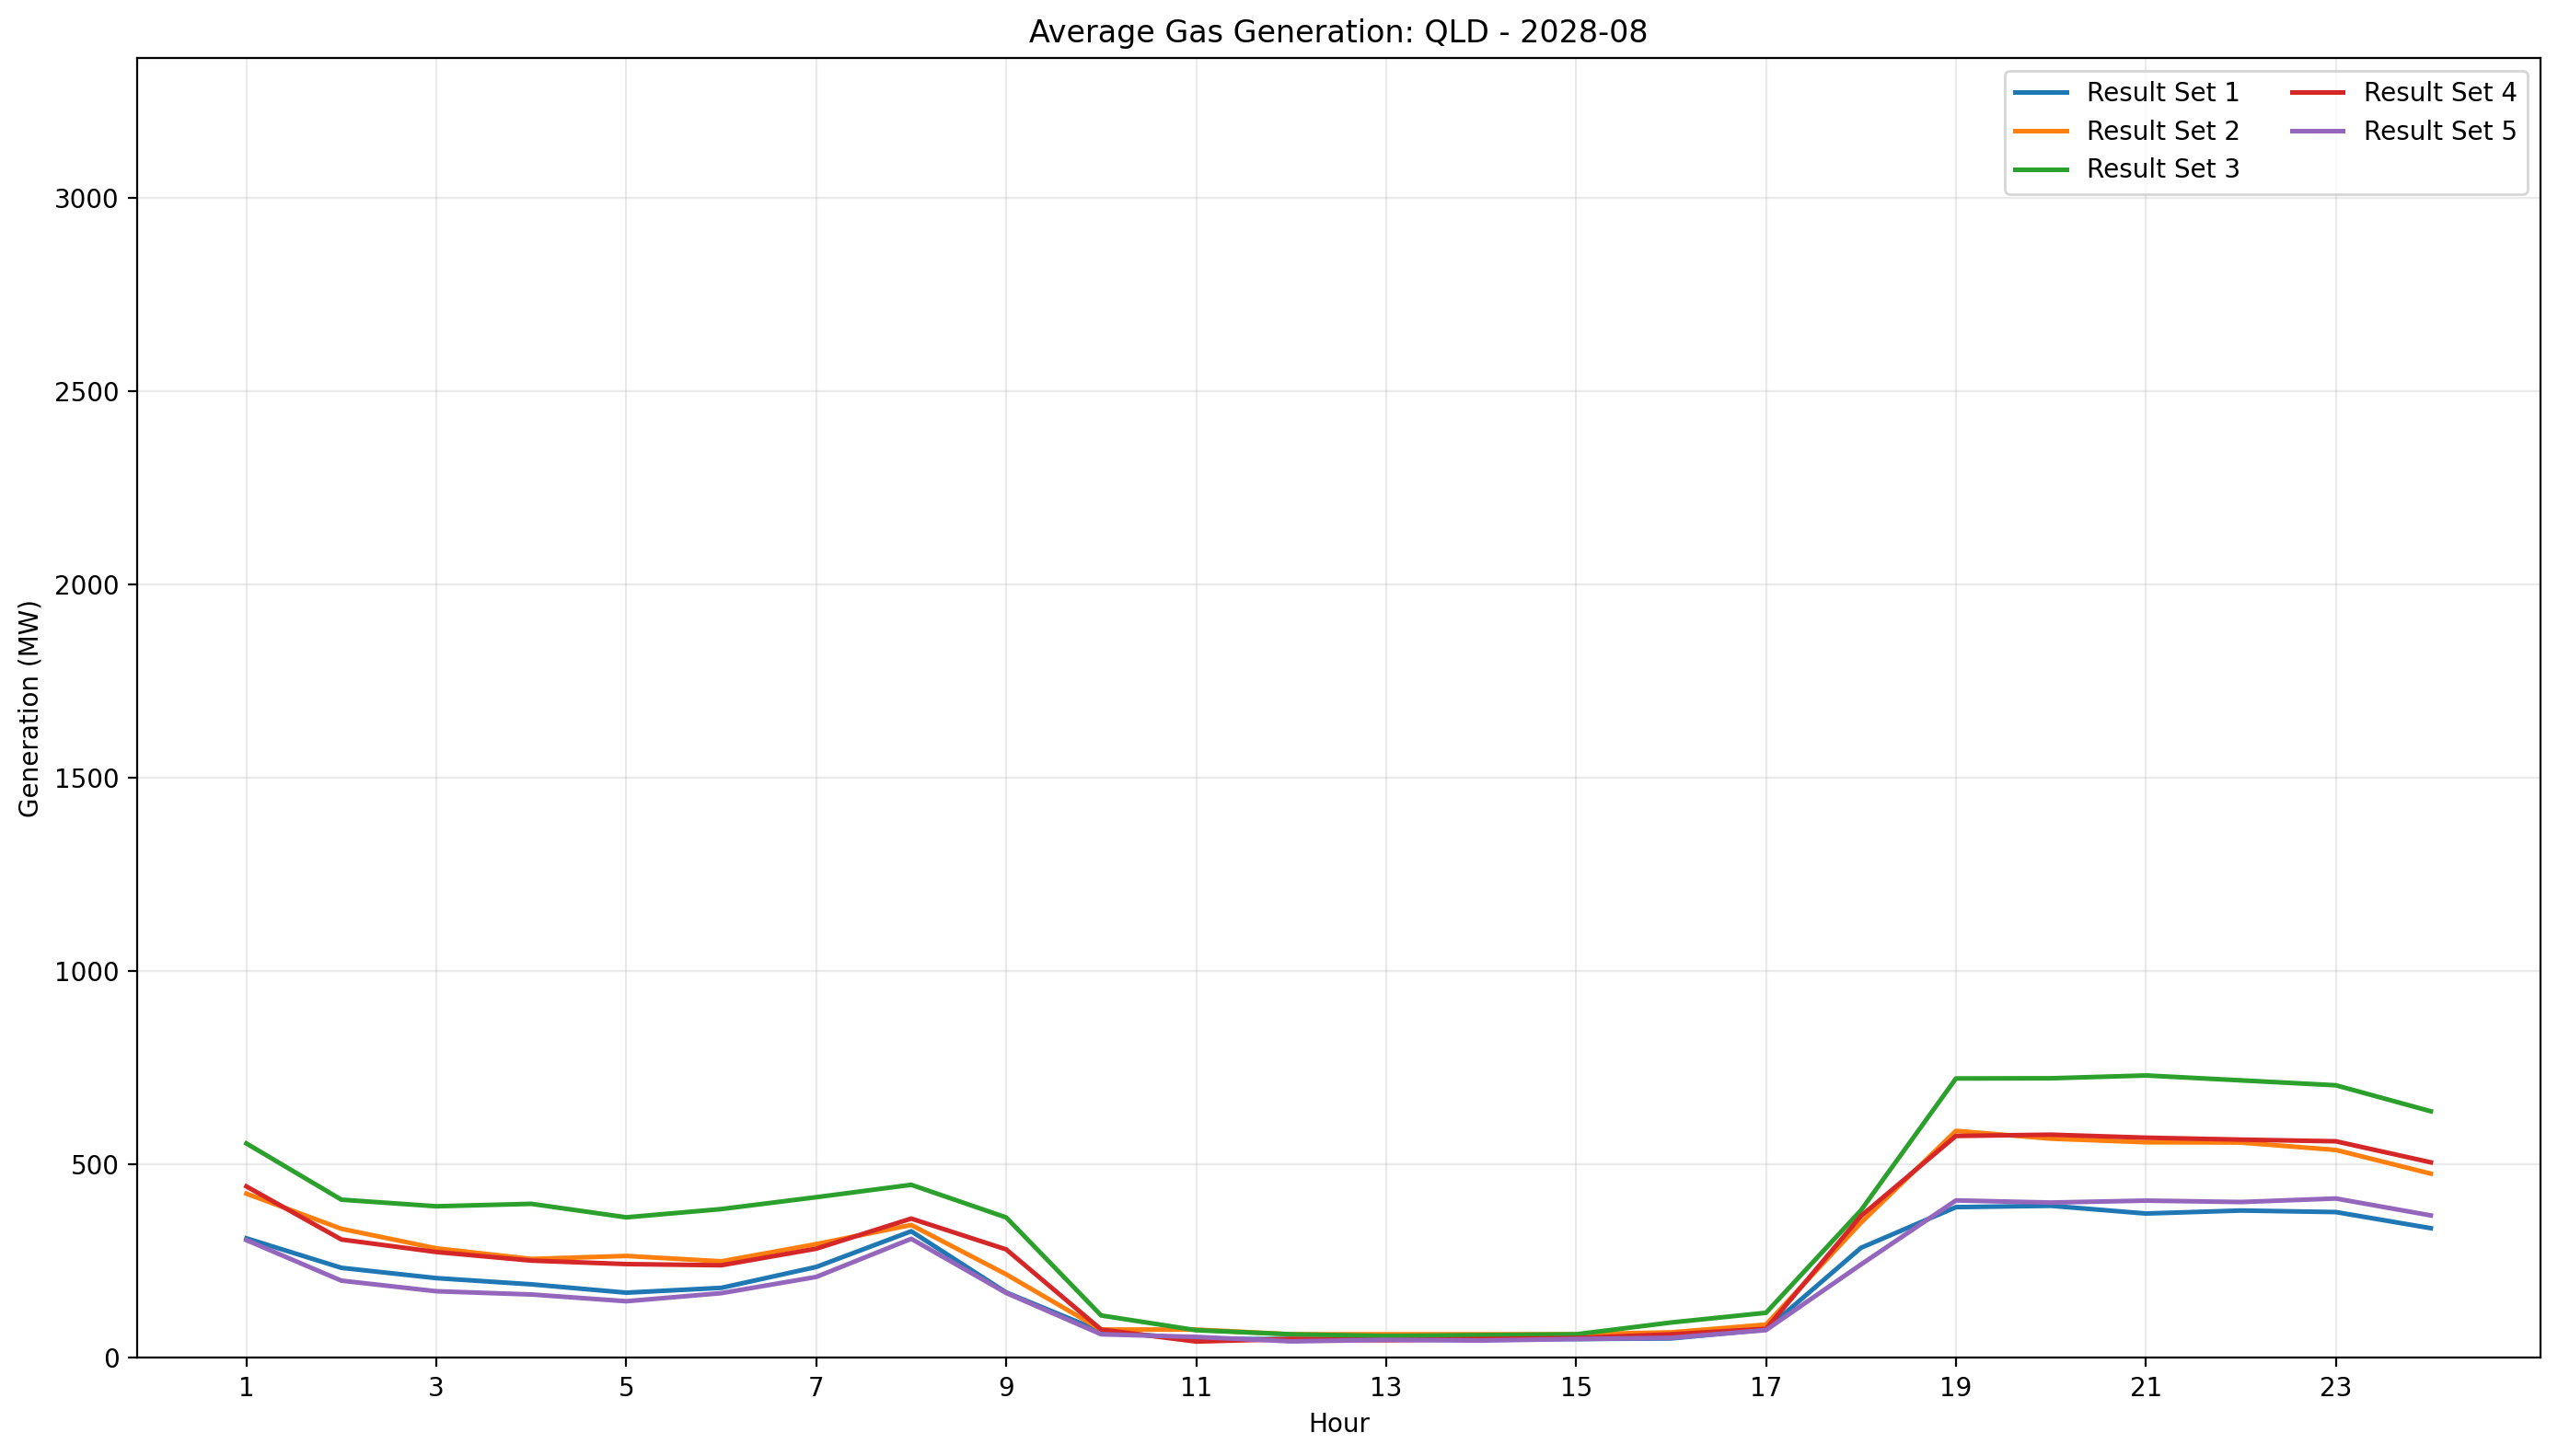 Average Gas Generation: QLD - 2028-08
Result Set 1
Result Set 2
Result Set 3
Result Set 4
Result Set 5
Generation (MW)
3000
2500
2000
1500
1000
500
0
1 3 5 7 9 11 13 15 17 19 21 23
Hour